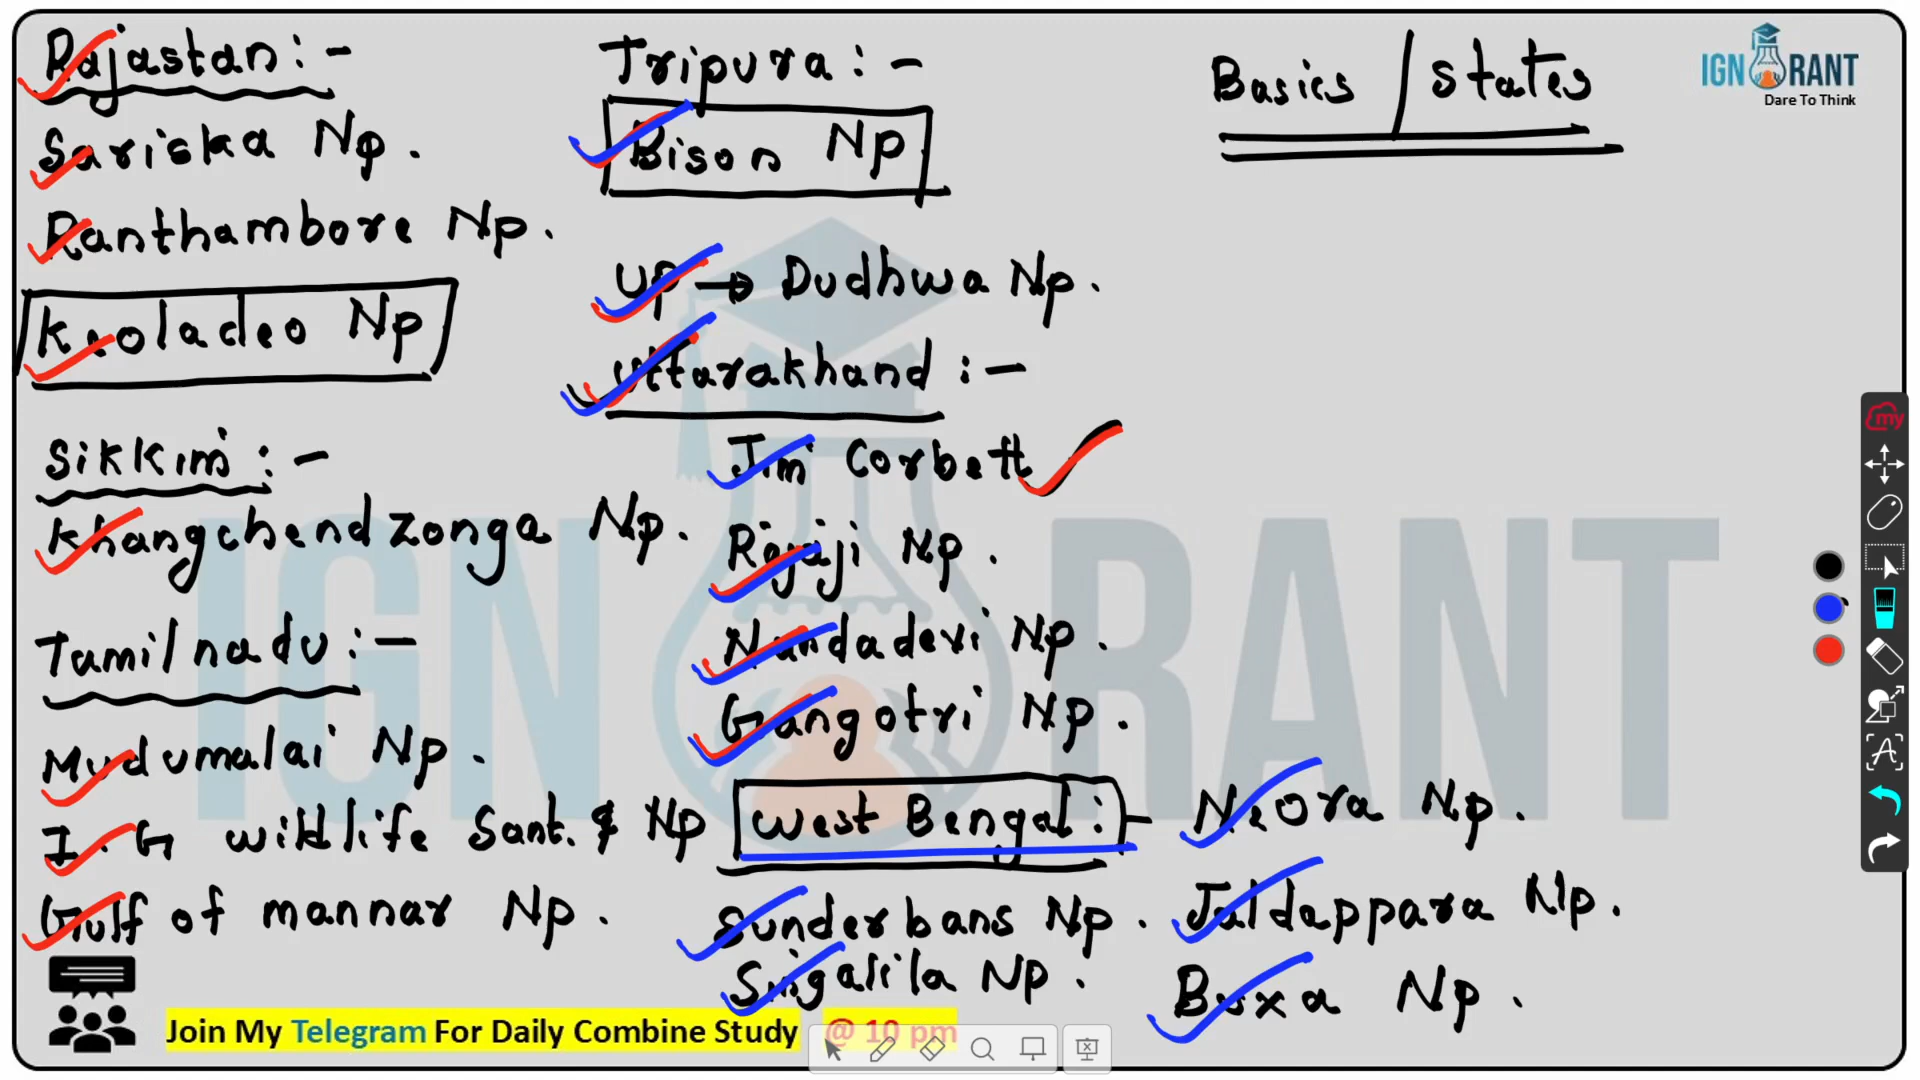 Rajastan :-
Sariska Np.
Ranthambore Np.
Keoladeo Np
Sikkim :-
Khangchendzonga Np.
Tamilnadu :-
Mudumalai Np.
I.G wildlife Sant. & Np
Gulf of mannar Np.
Tripura :-
Bison Np
UP → Dudhwa Np.
Uttarakhand :-
Jim Corbett
Rajaji Np.
Nandadevi Np.
Gangotri Np.
West Bengal :-
Sunderbans Np.
Singalila Np.
Neora Np.
Jaldappara Np.
Buxa Np.
Basics / States
IGNORANT
Dare To Think
IGNORANT
Join My Telegram For Daily Combine Study @ 10 pm
my
A